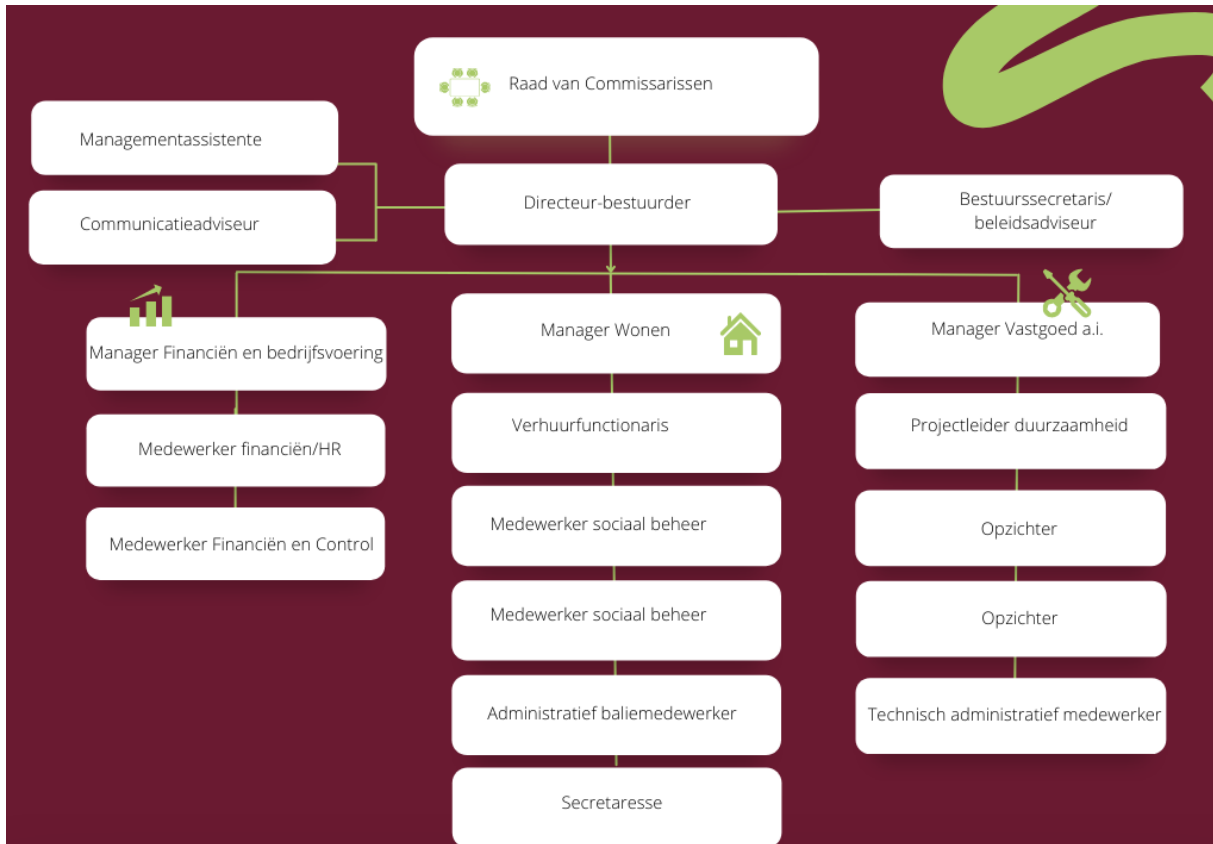 Raad van Commissarissen
Managementassistente
Communicatieadviseur
Directeur-bestuurder
Bestuurssecretaris/
beleidsadviseur
Manager Financiën en bedrijfsvoering
Medewerker financiën/HR
Medewerker Financiën en Control
Manager Wonen
Verhuurfunctionaris
Medewerker sociaal beheer
Medewerker sociaal beheer
Administratief baliemedewerker
Secretaresse
Manager Vastgoed a.i.
Projectleider duurzaamheid
Opzichter
Opzichter
Technisch administratief medewerker